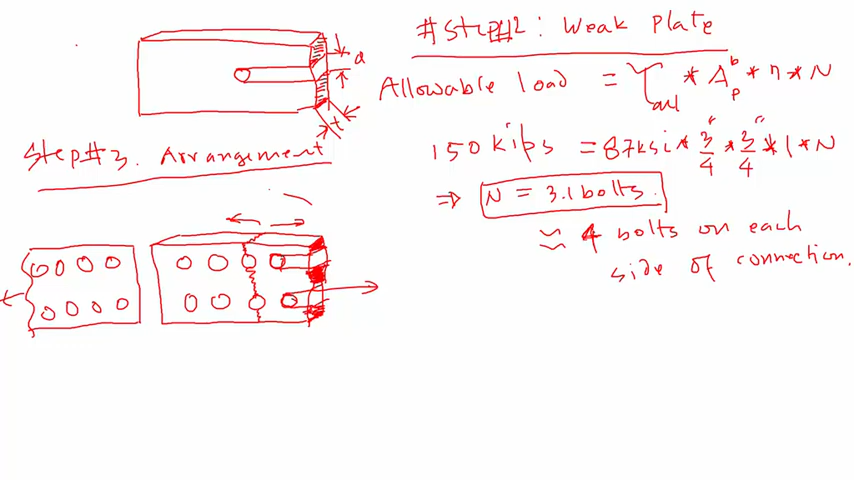 #Step#2: Weak Plate
d
t
Allowable load = τall * Apb * n * N
150 kips = 87ksi * 3"/4 * 3"/4 * 1 * N
⇒ N = 3.1 bolts.
≈ 4 bolts on each
side of connection.
Step#3. Arrangement